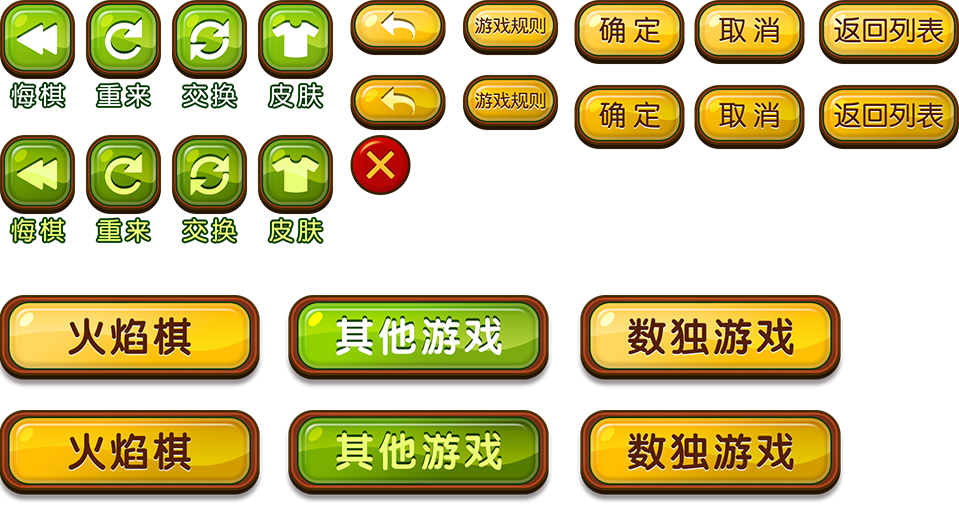 游戏规则
确定
取消
返回列表
悔棋
重来
交换
皮肤
游戏规则
确定
取消
返回列表
悔棋
重来
交换
皮肤
火焰棋
其他游戏
数独游戏
火焰棋
其他游戏
数独游戏